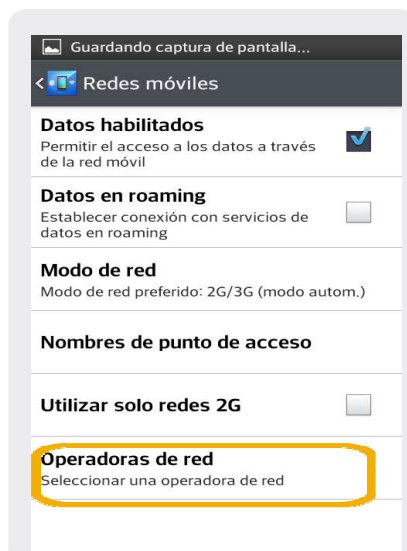 Guardando captura de pantalla...
Redes móviles
Datos habilitados
Permitir el acceso a los datos a través
de la red móvil
Datos en roaming
Establecer conexión con servicios de
datos en roaming
Modo de red
Modo de red preferido: 2G/3G (modo autom.)
Nombres de punto de acceso
Utilizar solo redes 2G
Operadoras de red
Seleccionar una operadora de red